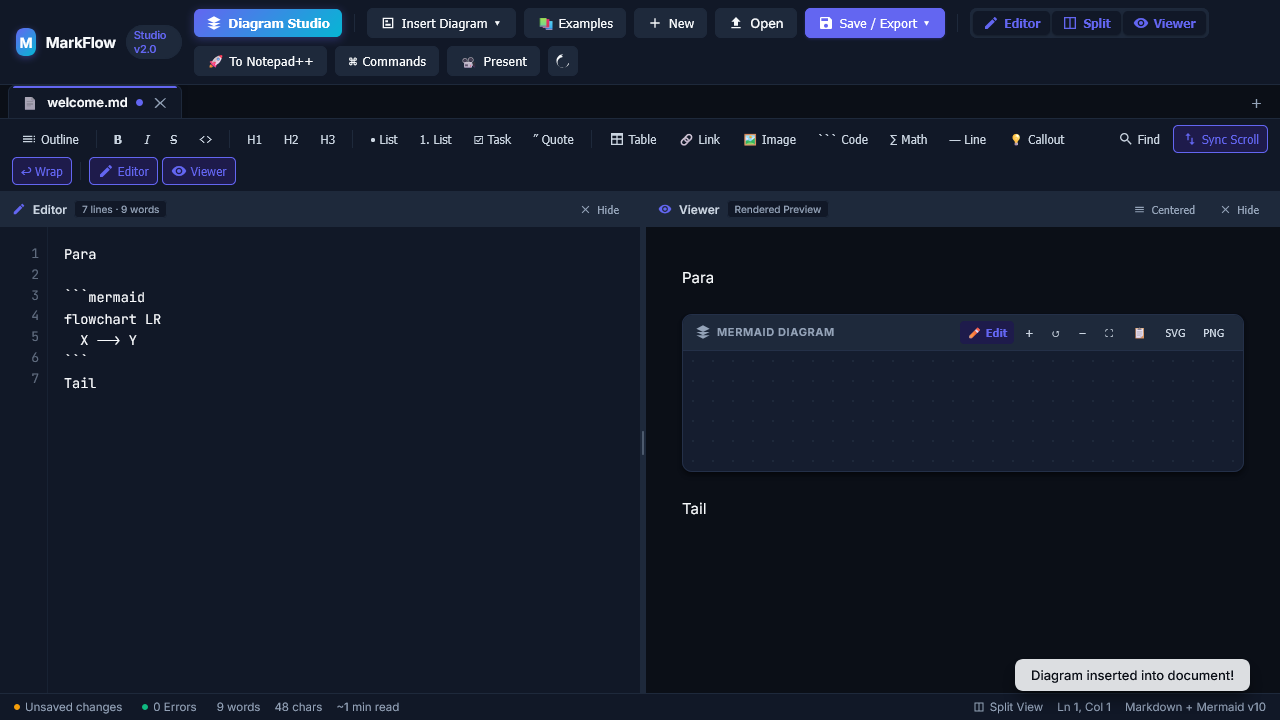 M MarkFlow Studio v2.0
Diagram Studio Insert Diagram ▾ Examples + New Open Save / Export ▾ Editor Split Viewer
To Notepad++ ⌘ Commands Present
welcome.md
Outline B I S <> H1 H2 H3 • List 1. List ☑ Task ” Quote Table Link Image ``` Code ∑ Math — Line Callout Find Sync Scroll
↩ Wrap Editor Viewer
Editor 7 lines · 9 words Hide
1 Para
2
3 ```mermaid
4 flowchart LR
5 X --> Y
6 ```
7 Tail
Viewer Rendered Preview Centered Hide
Para
MERMAID DIAGRAM Edit + ↺ − SVG PNG
Tail
Diagram inserted into document!
Unsaved changes 0 Errors 9 words 48 chars ~1 min read Split View Ln 1, Col 1 Markdown + Mermaid v10